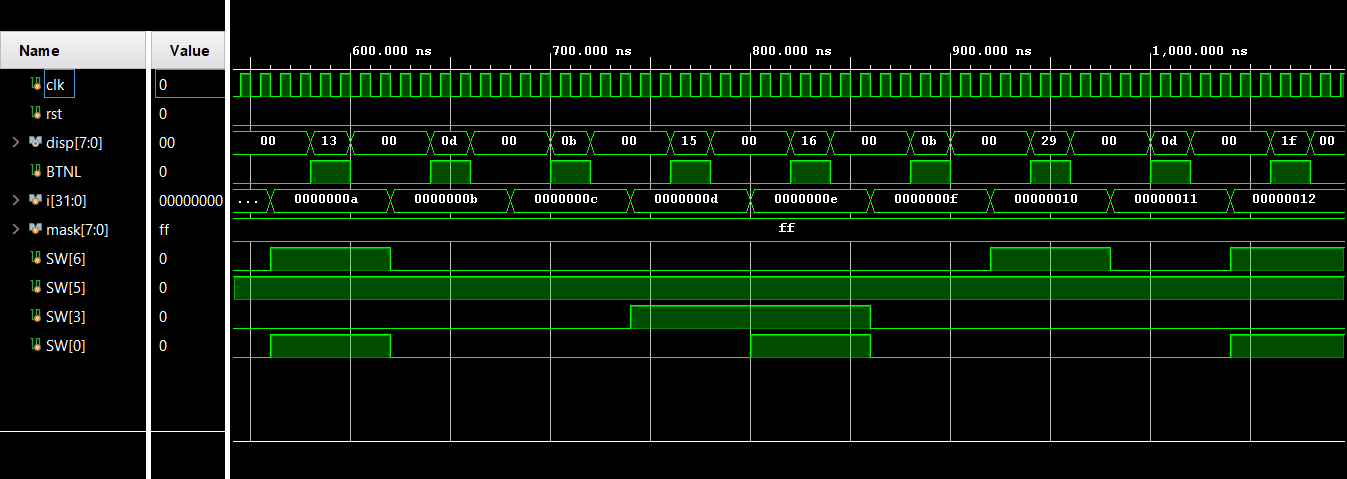 Name Value
600.000 ns 700.000 ns 800.000 ns 900.000 ns 1,000.000 ns
clk 0
rst 0
disp[7:0] 00 00 13 00 0d 00 0b 00 15 00 16 00 0b 00 29 00 0d 00 1f 00
BTNL 0
i[31:0] 00000000 ... 0000000a 0000000b 0000000c 0000000d 0000000e 0000000f 00000010 00000011 00000012
mask[7:0] ff ff
SW[6] 0
SW[5] 0
SW[3] 0
SW[0] 0